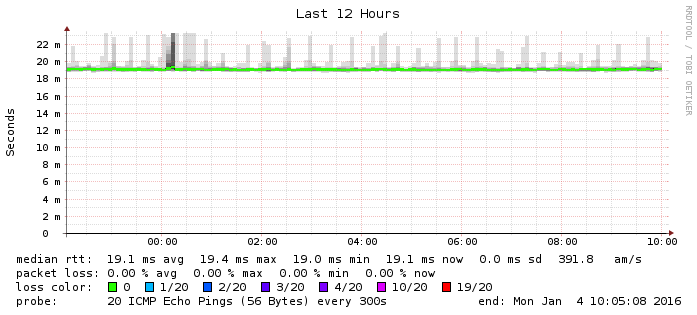 Last 12 Hours
RRDTOOL / TOBI OETIKER
Seconds
22 m
20 m
18 m
16 m
14 m
12 m
10 m
8 m
6 m
4 m
2 m
0
00:00 02:00 04:00 06:00 08:00 10:00
median rtt: 19.1 ms avg 19.4 ms max 19.0 ms min 19.1 ms now 0.0 ms sd 391.8 am/s
packet loss: 0.00 % avg 0.00 % max 0.00 % min 0.00 % now
loss color: 0 1/20 2/20 3/20 4/20 10/20 19/20
probe: 20 ICMP Echo Pings (56 Bytes) every 300s end: Mon Jan 4 10:05:08 2016